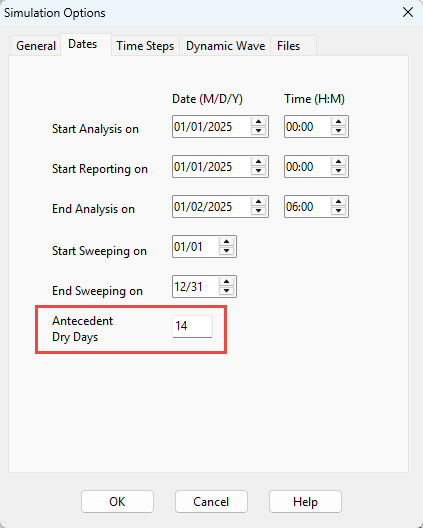 Simulation Options
General Dates Time Steps Dynamic Wave Files
Date (M/D/Y) Time (H:M)
Start Analysis on 01/01/2025 00:00
Start Reporting on 01/01/2025 00:00
End Analysis on 01/02/2025 06:00
Start Sweeping on 01/01
End Sweeping on 12/31
Antecedent
Dry Days 14
OK Cancel Help